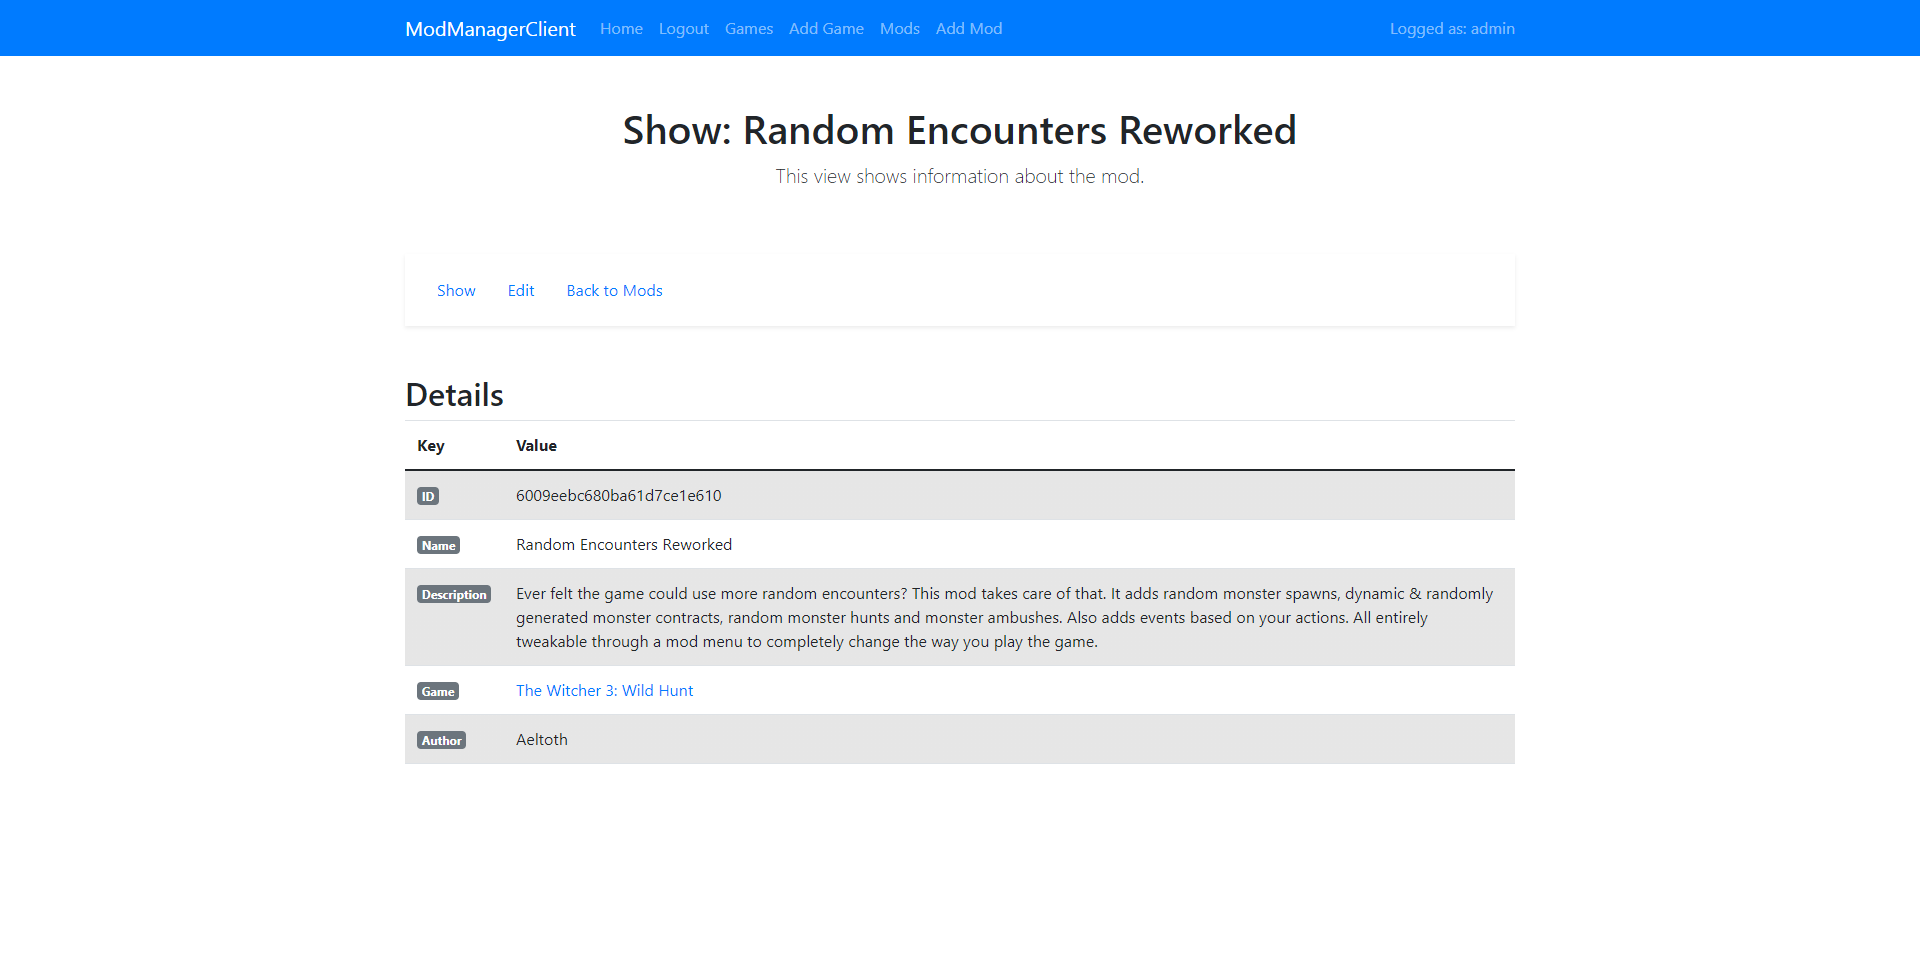 ModManagerClient Home Logout Games Add Game Mods Add Mod Logged as: admin
Show: Random Encounters Reworked
This view shows information about the mod.
Show Edit Back to Mods
Details
Key Value
ID 6009eebc680ba61d7ce1e610
Name Random Encounters Reworked
Description Ever felt the game could use more random encounters? This mod takes care of that. It adds random monster spawns, dynamic & randomly
generated monster contracts, random monster hunts and monster ambushes. Also adds events based on your actions. All entirely
tweakable through a mod menu to completely change the way you play the game.
Game The Witcher 3: Wild Hunt
Author Aeltoth